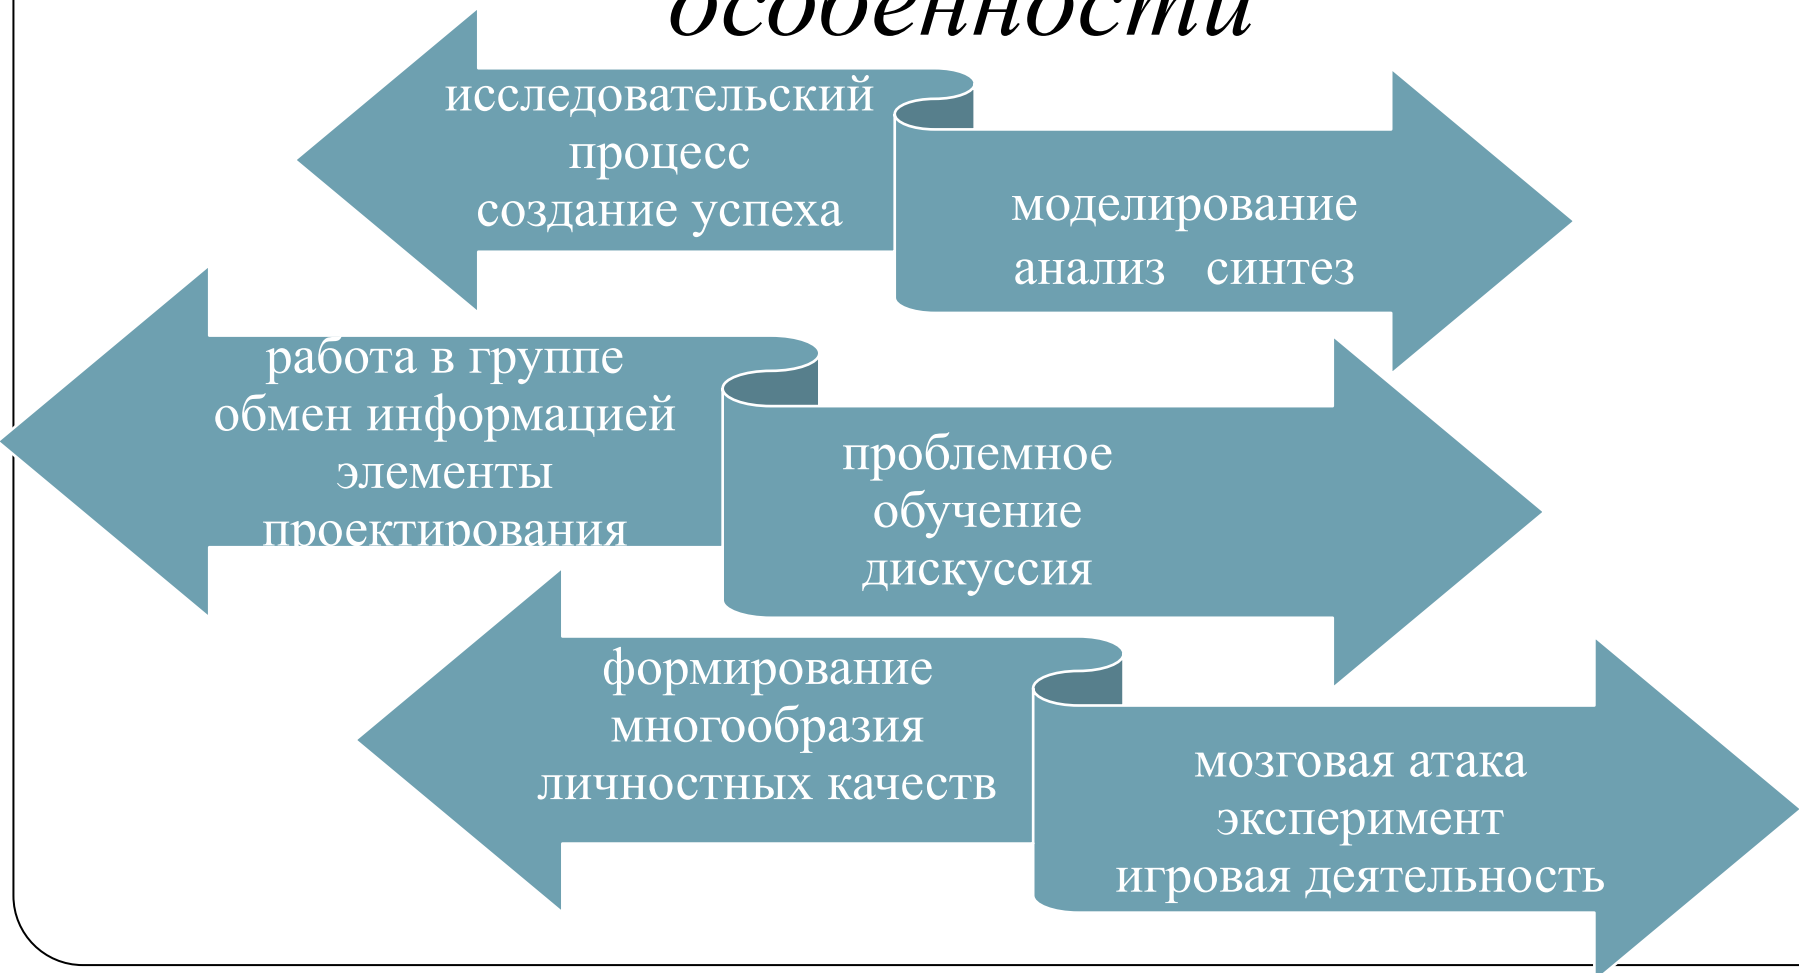 особенности
исследовательский
процесс
создание успеха
моделирование
анализ синтез
работа в группе
обмен информацией
элементы
проектирования
проблемное
обучение
дискуссия
формирование
многообразия
личностных качеств
мозговая атака
эксперимент
игровая деятельность